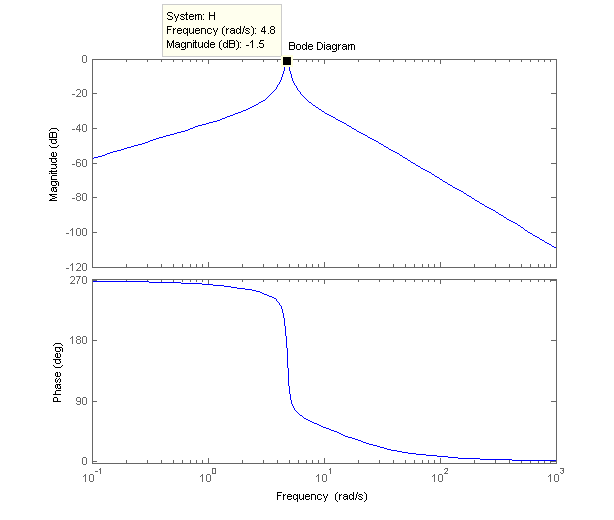 System: H
Frequency (rad/s): 4.8
Magnitude (dB): -1.5
Bode Diagram
0
-20
-40
-60
-80
-100
-120
Magnitude (dB)
270
180
90
0
Phase (deg)
10^-1
10^0
10^1
10^2
10^3
Frequency (rad/s)